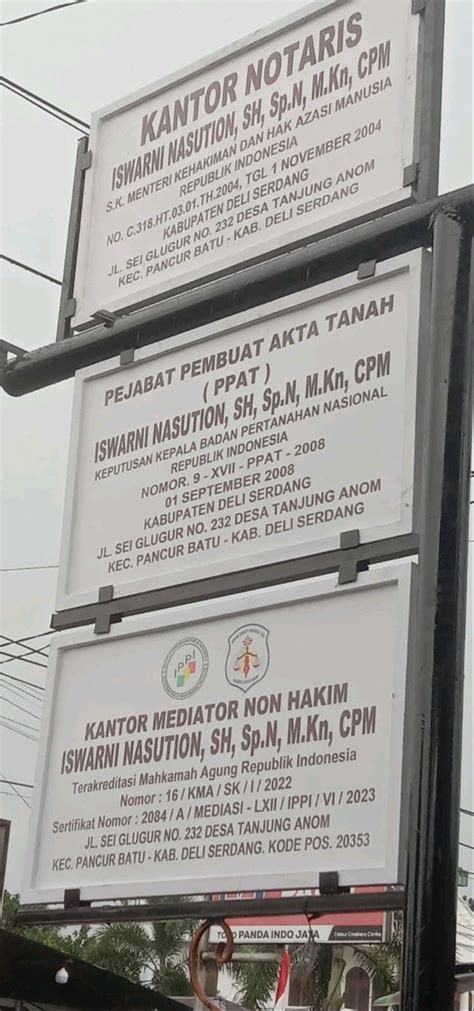 KANTOR NOTARIS
ISWARNI NASUTION, SH, Sp.N, M.Kn, CPM
S.K. MENTERI KEHAKIMAN DAN HAK AZASI MANUSIA
REPUBLIK INDONESIA
NO. C.318.HT.03.01.TH.2004, TGL 1 NOVEMBER 2004
KABUPATEN DELI SERDANG
JL. SEI GLUGUR NO. 232 DESA TANJUNG ANOM
KEC. PANCUR BATU - KAB. DELI SERDANG
PEJABAT PEMBUAT AKTA TANAH
( PPAT )
ISWARNI NASUTION, SH, Sp.N, M.Kn, CPM
KEPUTUSAN KEPALA BADAN PERTANAHAN NASIONAL
REPUBLIK INDONESIA
NOMOR. 9 - XVII - PPAT - 2008
01 SEPTEMBER 2008
KABUPATEN DELI SERDANG
JL. SEI GLUGUR NO. 232 DESA TANJUNG ANOM
KEC. PANCUR BATU - KAB. DELI SERDANG
IPPI
KANTOR MEDIATOR NON HAKIM
ISWARNI NASUTION, SH, Sp.N, M.Kn, CPM
Terakreditasi Mahkamah Agung Republik Indonesia
Nomor : 16 / KMA / SK / I / 2022
Sertifikat Nomor : 2084 / A / MEDIASI - LXII / IPPI / VI / 2023
JL. SEI GLUGUR NO. 232 DESA TANJUNG ANOM
KEC. PANCUR BATU - KAB. DELI SERDANG. KODE POS. 20353
TOKO PANDA INDO JAYA